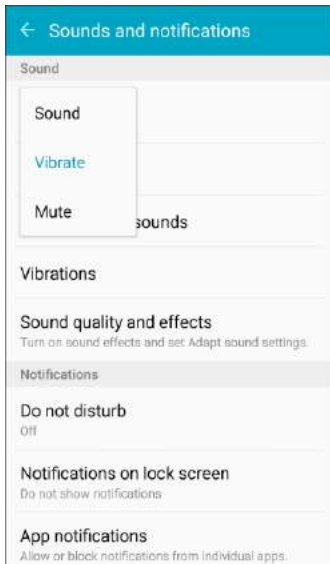 ← Sounds and notifications
Sound
Sound
Vibrate
Mute
sounds
Vibrations
Sound quality and effects
Turn on sound effects and set Adapt sound settings.
Notifications
Do not disturb
Off
Notifications on lock screen
Do not show notifications
App notifications
Allow or block notifications from individual apps.